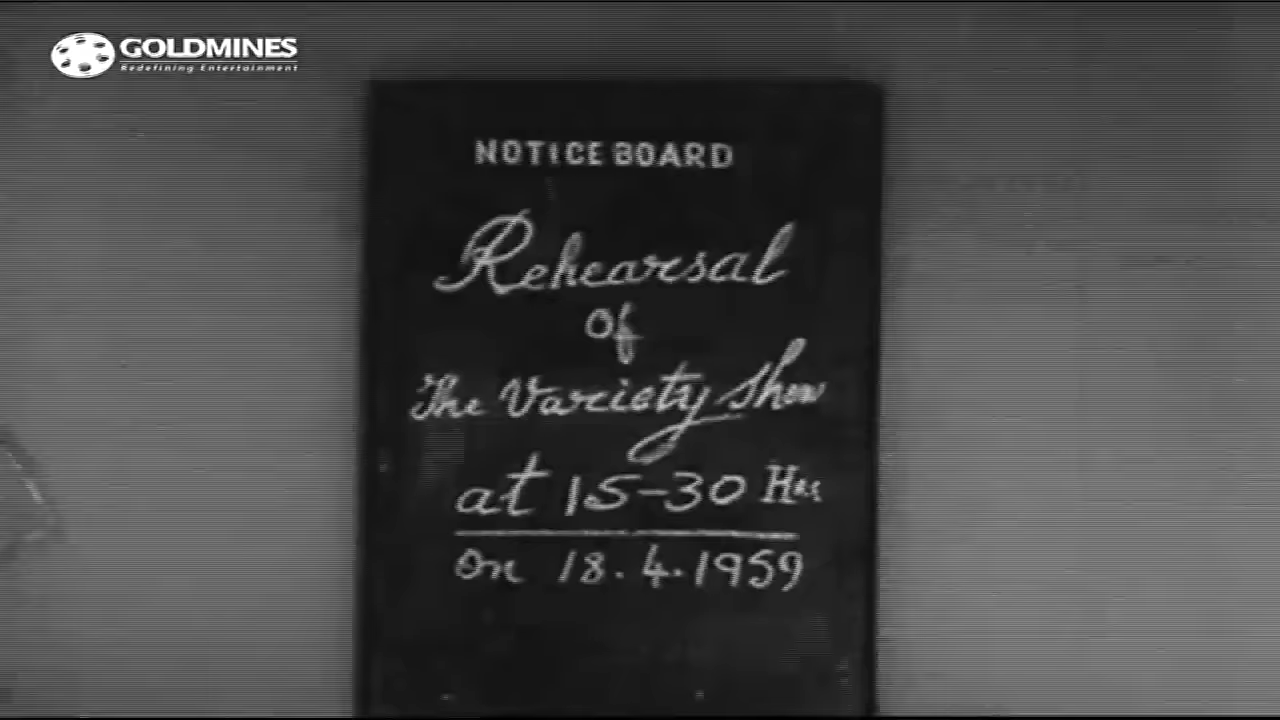 GOLDMINES
Redefining Entertainment
NOTICE BOARD
Rehearsal
Of
The Variety Show
at 15-30 Hrs
On 18.4.1959